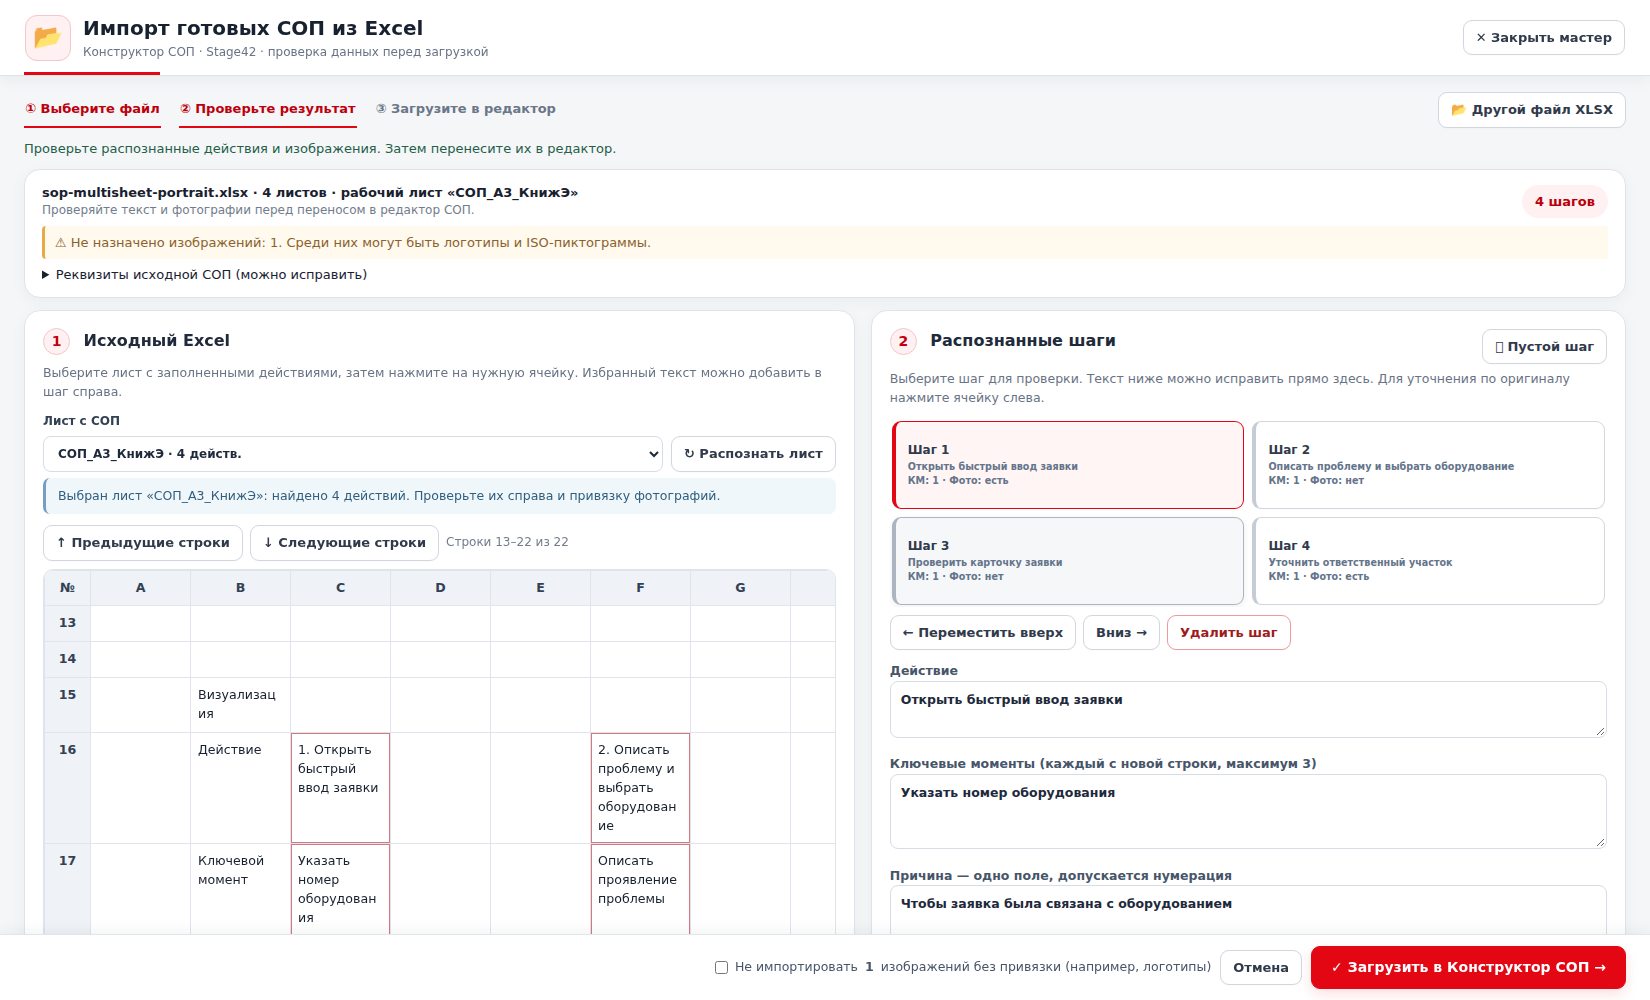 Импорт готовых СОП из Excel
Конструктор СОП · Stage42 · проверка данных перед загрузкой
✕ Закрыть мастер
① Выберите файл
② Проверьте результат
③ Загрузите в редактор
Другой файл XLSX
Проверьте распознанные действия и изображения. Затем перенесите их в редактор.
sop-multisheet-portrait.xlsx · 4 листов · рабочий лист «СОП_А3_КнижЭ»
Проверяйте текст и фотографии перед переносом в редактор СОП.
4 шагов
⚠ Не назначено изображений: 1. Среди них могут быть логотипы и ISO-пиктограммы.
Реквизиты исходной СОП (можно исправить)
1 Исходный Excel
Выберите лист с заполненными действиями, затем нажмите на нужную ячейку. Избранный текст можно добавить в
шаг справа.
Лист с СОП
СОП_А3_КнижЭ · 4 действ.
↻ Распознать лист
Выбран лист «СОП_А3_КнижЭ»: найдено 4 действий. Проверьте их справа и привязку фотографий.
↑ Предыдущие строки
↓ Следующие строки
Строки 13–22 из 22
№ A B C D E F G
13
14
15 Визуализац
ия
16 Действие
1. Открыть
быстрый
ввод заявки
2. Описать
проблему и
выбрать
оборудован
ие
17 Ключевой
момент
Указать
номер
оборудован
ия
Описать
проявление
проблемы
2 Распознанные шаги
Пустой шаг
Выберите шаг для проверки. Текст ниже можно исправить прямо здесь. Для уточнения по оригиналу
нажмите ячейку слева.
Шаг 1
Открыть быстрый ввод заявки
КМ: 1 · Фото: есть
Шаг 2
Описать проблему и выбрать оборудование
КМ: 1 · Фото: нет
Шаг 3
Проверить карточку заявки
КМ: 1 · Фото: нет
Шаг 4
Уточнить ответственный участок
КМ: 1 · Фото: есть
← Переместить вверх
Вниз →
Удалить шаг
Действие
Открыть быстрый ввод заявки
Ключевые моменты (каждый с новой строки, максимум 3)
Указать номер оборудования
Причина — одно поле, допускается нумерация
Чтобы заявка была связана с оборудованием
Не импортировать 1 изображений без привязки (например, логотипы)
Отмена
✓ Загрузить в Конструктор СОП →